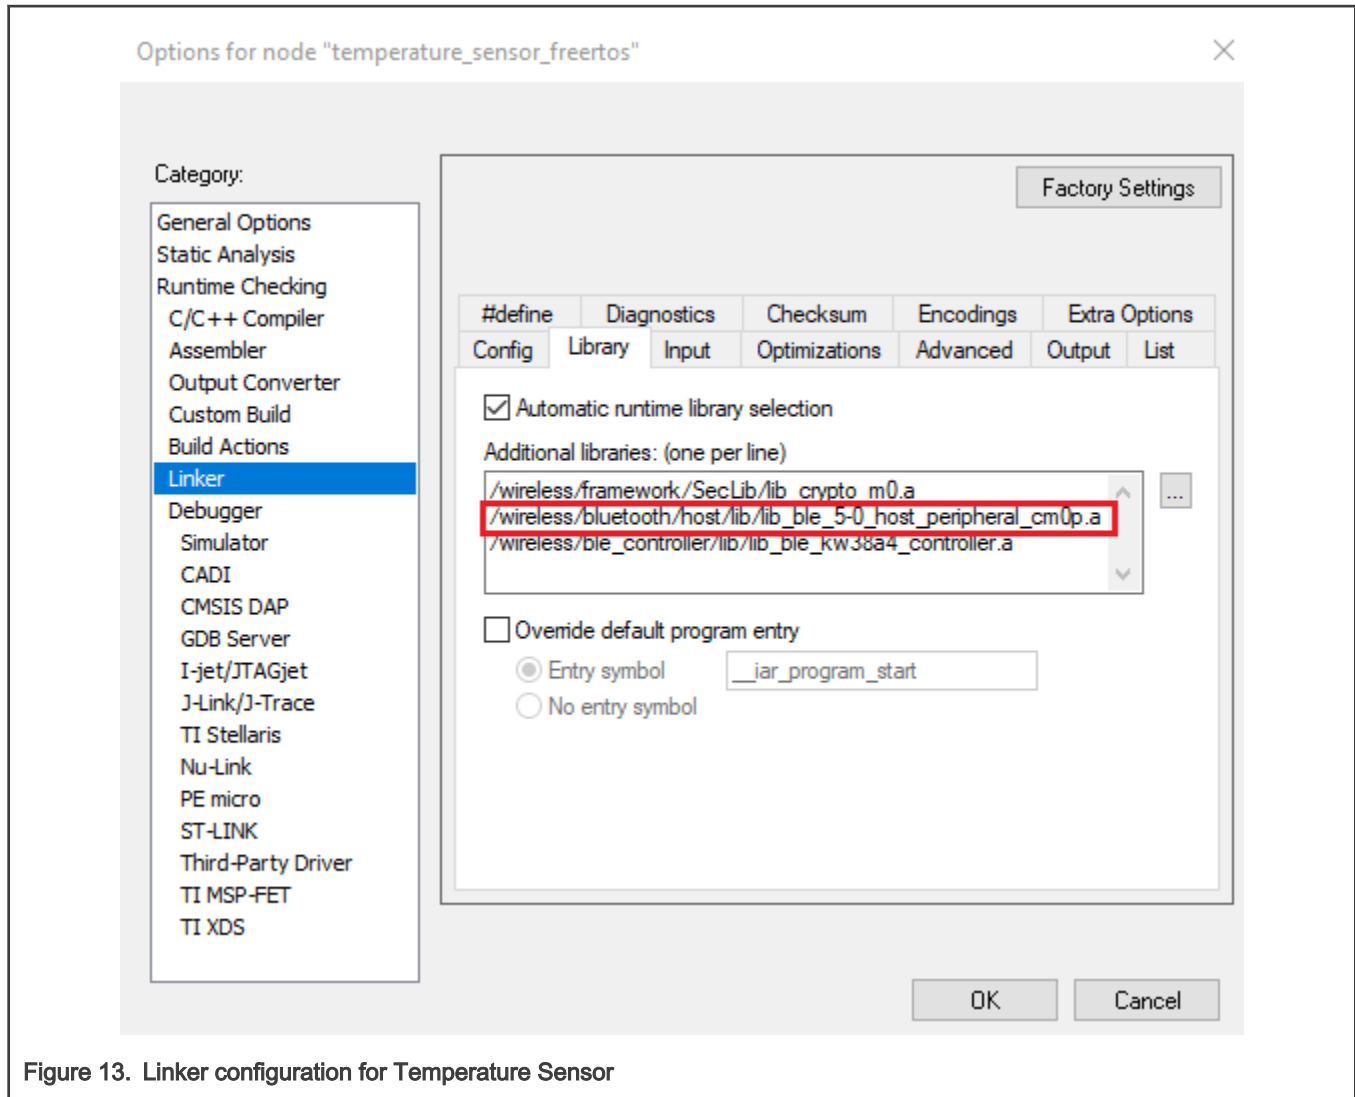 Options for node "temperature_sensor_freertos"
Category:
Factory Settings
General Options
Static Analysis
Runtime Checking
C/C++ Compiler
Assembler
Output Converter
Custom Build
Build Actions
Linker
Debugger
Simulator
CADI
CMSIS DAP
GDB Server
I-jet/JTAGjet
J-Link/J-Trace
TI Stellaris
Nu-Link
PE micro
ST-LINK
Third-Party Driver
TI MSP-FET
TI XDS
#define Diagnostics Checksum Encodings Extra Options
Config Library Input Optimizations Advanced Output List
Automatic runtime library selection
Additional libraries: (one per line)
/wireless/framework/SecLib/lib_crypto_m0.a
...
/wireless/bluetooth/host/lib/lib_ble_5-0_host_peripheral_cm0p.a
/wireless/ble_controller/lib/lib_ble_kw38a4_controller.a
Override default program entry
Entry symbol __iar_program_start
No entry symbol
OK Cancel
Figure 13. Linker configuration for Temperature Sensor